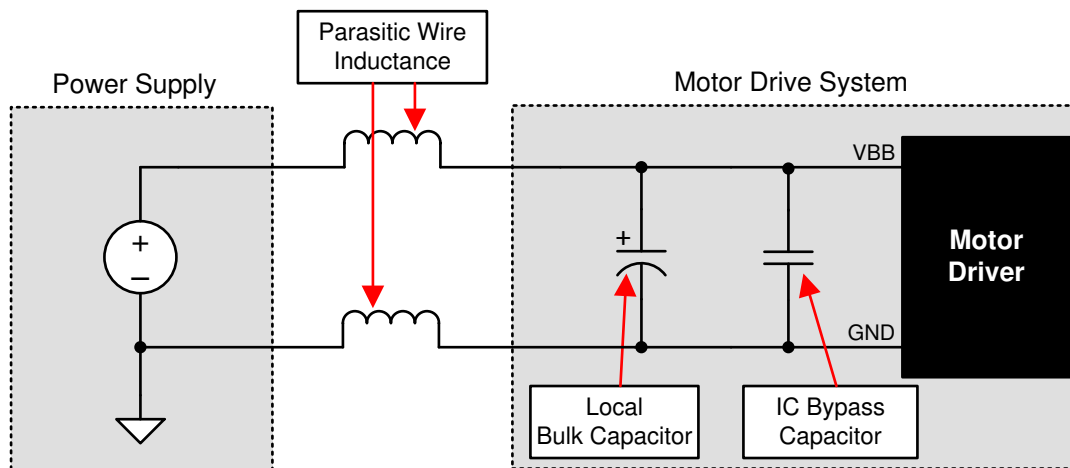 Parasitic Wire
Inductance
Power Supply
Motor Drive System
VBB
+
+
–
Motor
Driver
GND
Local
Bulk Capacitor
IC Bypass
Capacitor